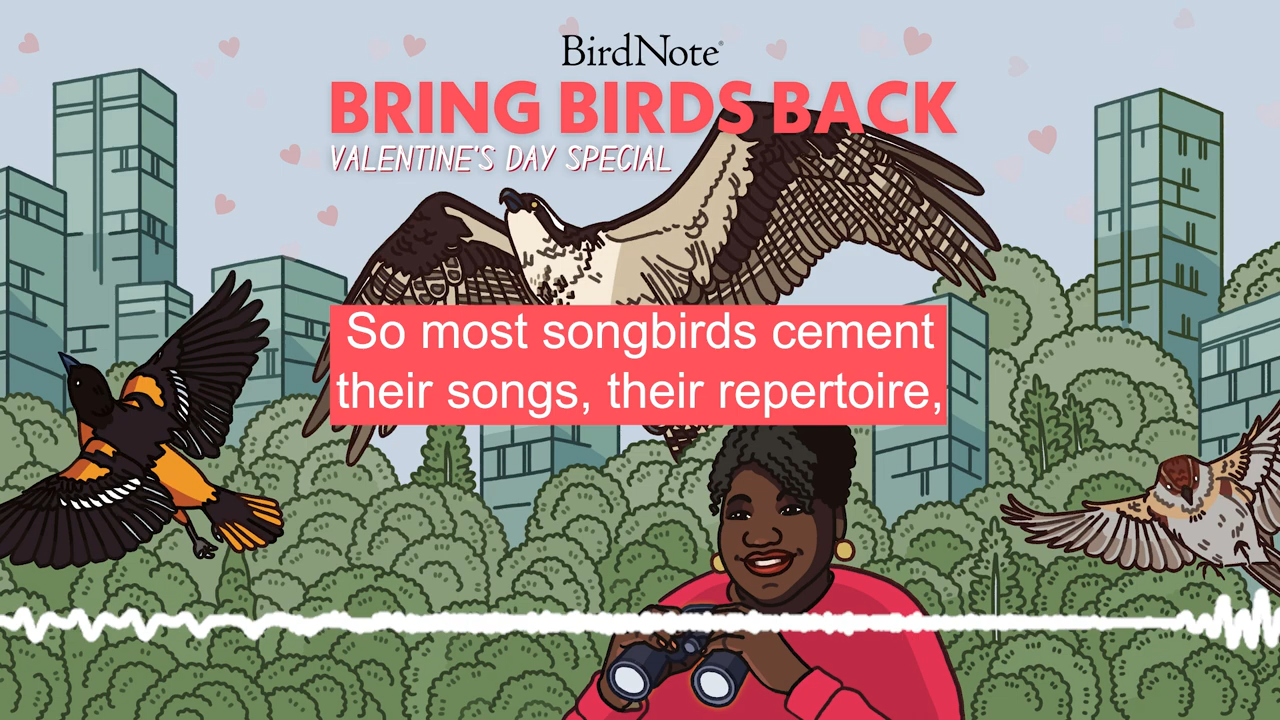 BirdNote®
BRING BIRDS BACK
VALENTINE'S DAY SPECIAL
So most songbirds cement
their songs, their repertoire,